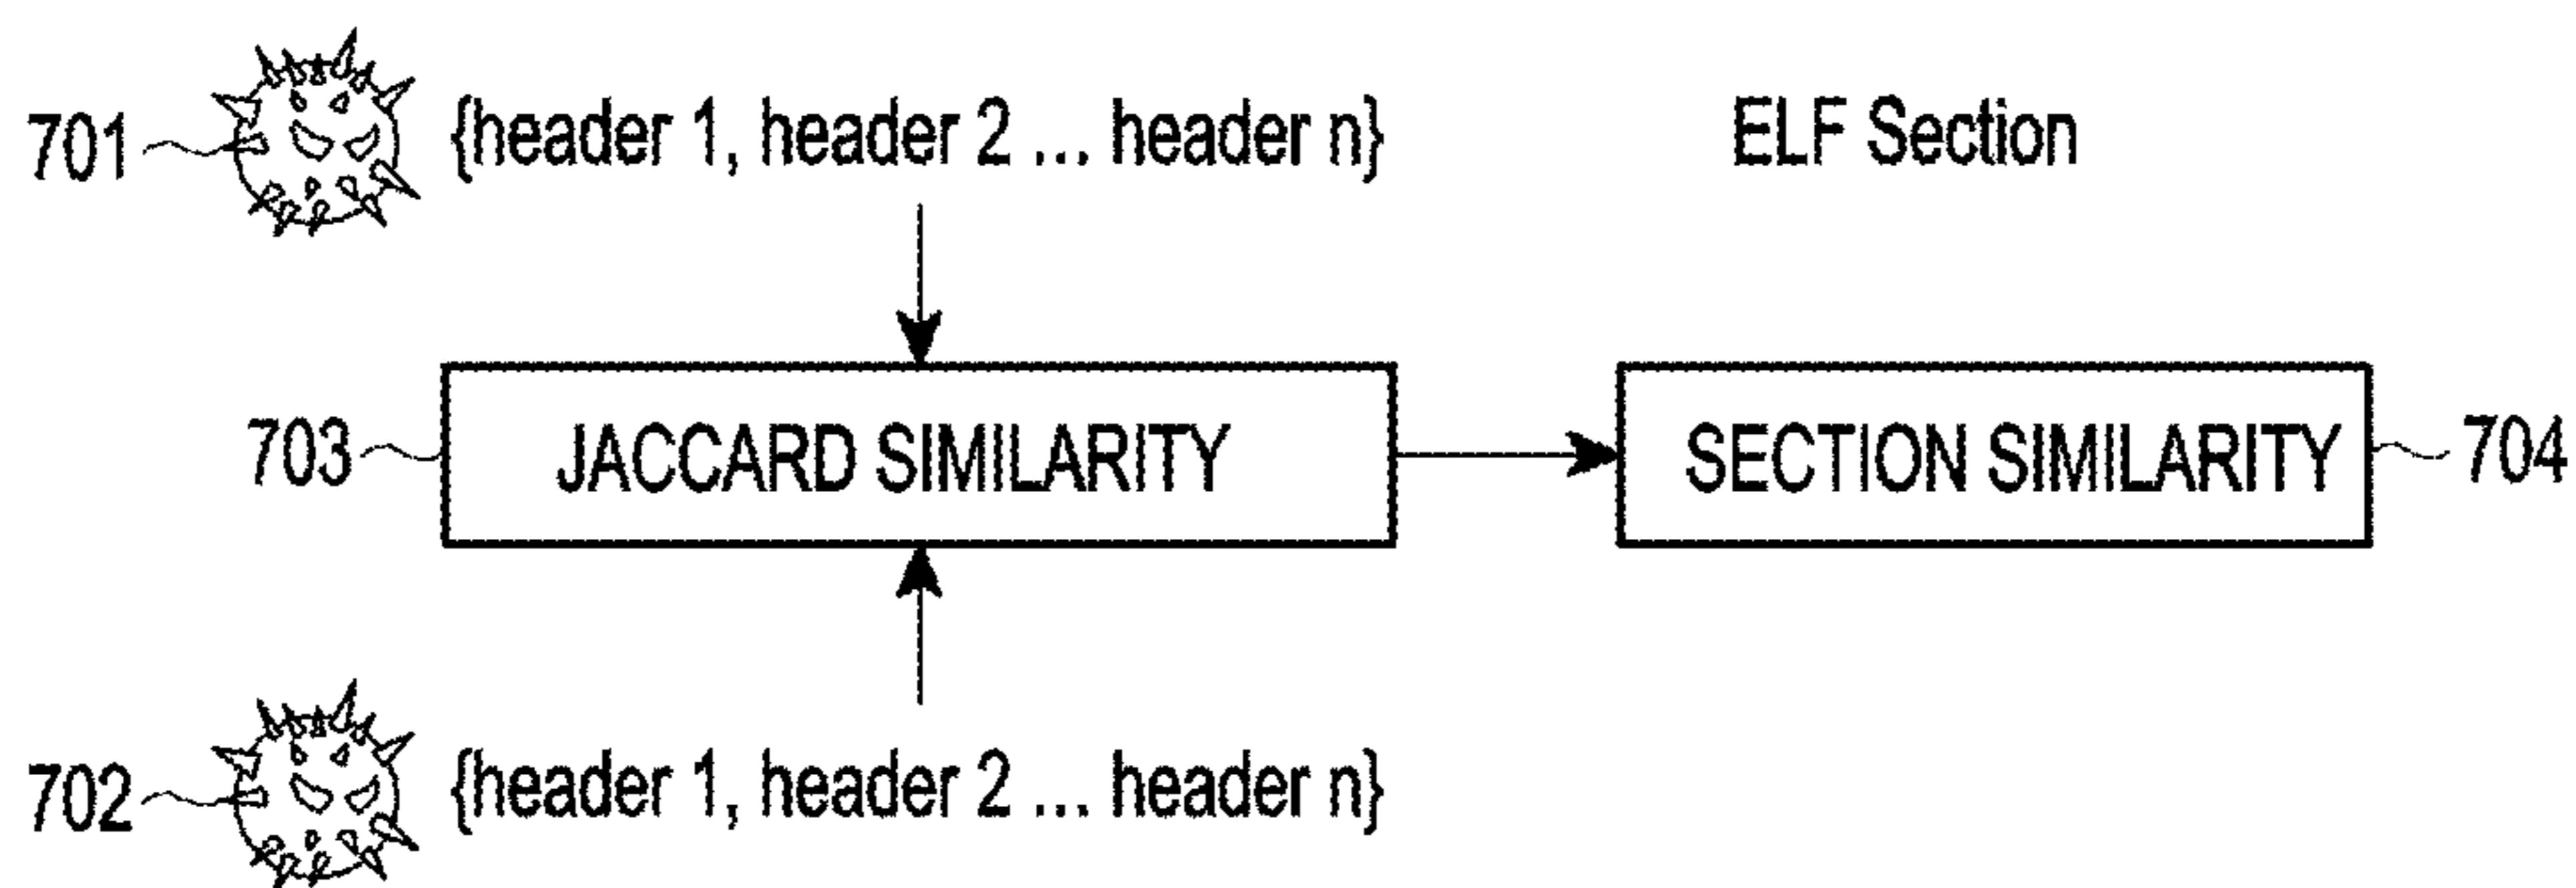 701 {header 1, header 2 ... header n} ELF Section
703 JACCARD SIMILARITY SECTION SIMILARITY 704
702 {header 1, header 2 ... header n}